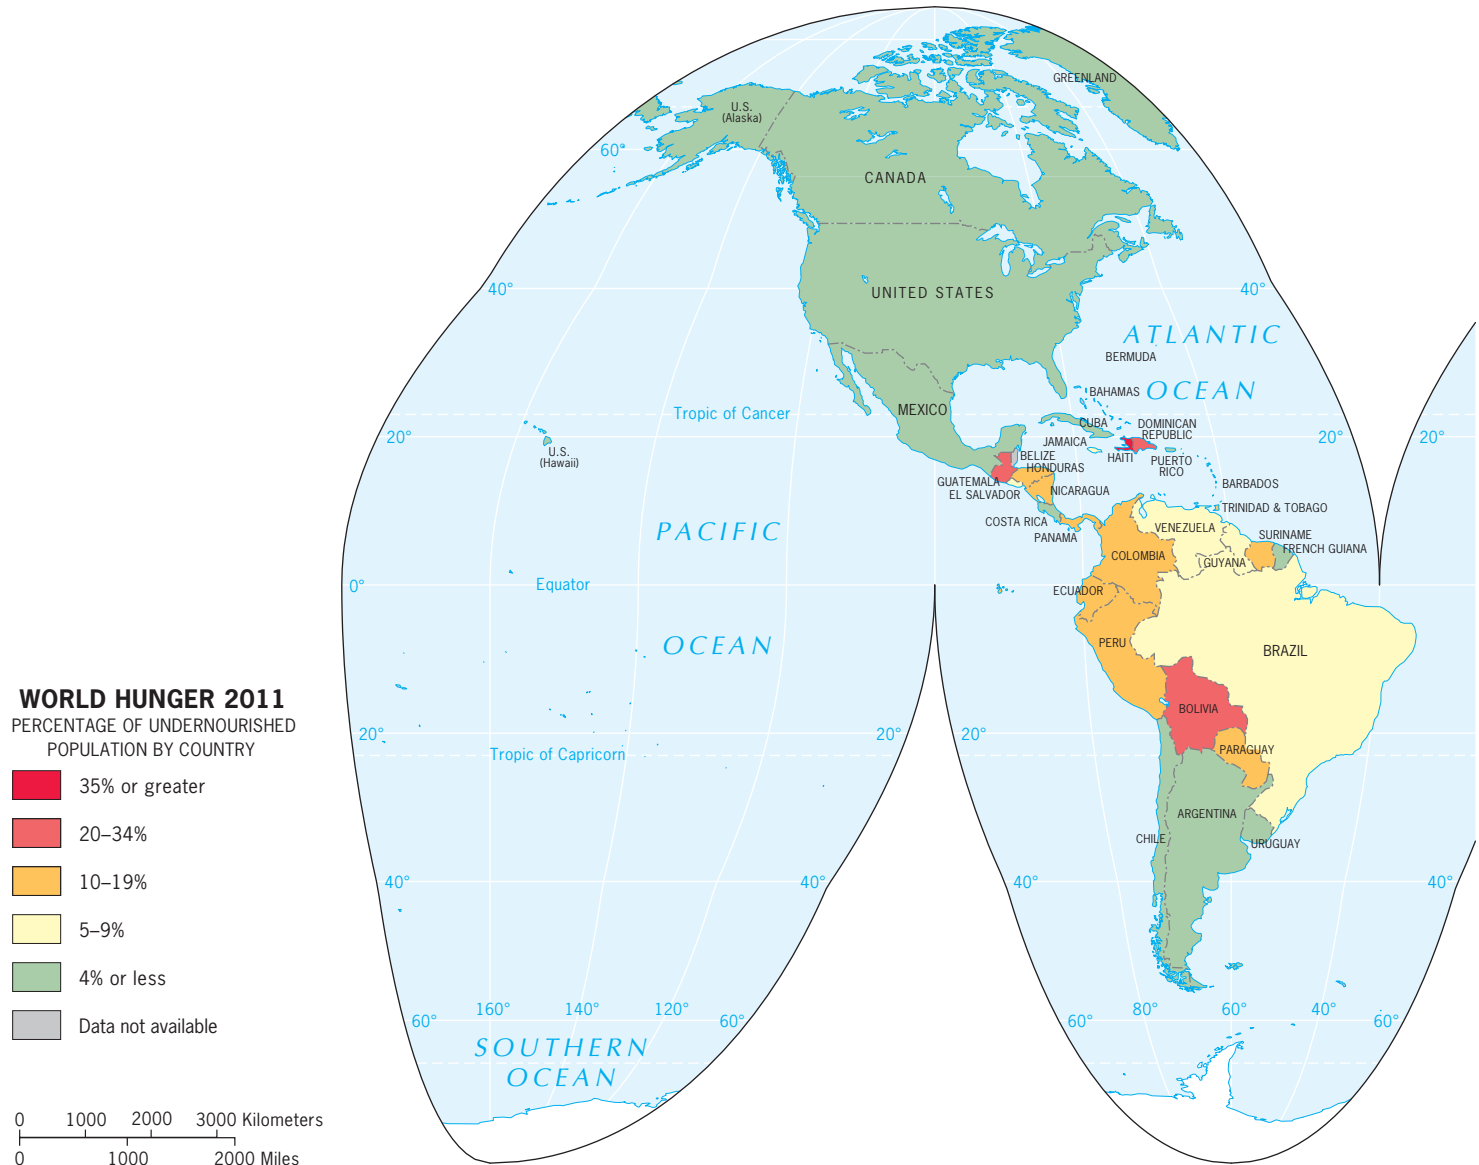 GREENLAND
U.S.
(Alaska)
60°
CANADA
40°
UNITED STATES
40°
ATLANTIC
BERMUDA
OCEAN
BAHAMAS
Tropic of Cancer
MEXICO
CUBA
DOMINICAN
REPUBLIC
20°
20°
20°
JAMAICA
HAITI
PUERTO
RICO
U.S.
(Hawaii)
BELIZE
HONDURAS
GUATEMALA
EL SALVADOR
NICARAGUA
BARBADOS
TRINIDAD & TOBAGO
COSTA RICA
PANAMA
VENEZUELA
SURINAME
FRENCH GUIANA
GUYANA
COLOMBIA
PACIFIC
0°
Equator
ECUADOR
OCEAN
PERU
BRAZIL
BOLIVIA
20°
20°
20°
Tropic of Capricorn
PARAGUAY
ARGENTINA
CHILE
URUGUAY
40°
40°
40°
40°
160°
140°
120°
60°
60°
80°
60°
40°
60°
60°
SOUTHERN
OCEAN
WORLD HUNGER 2011
PERCENTAGE OF UNDERNOURISHED
POPULATION BY COUNTRY
35% or greater
20–34%
10–19%
5–9%
4% or less
Data not available
0 1000 2000 3000 Kilometers
0 1000 2000 Miles